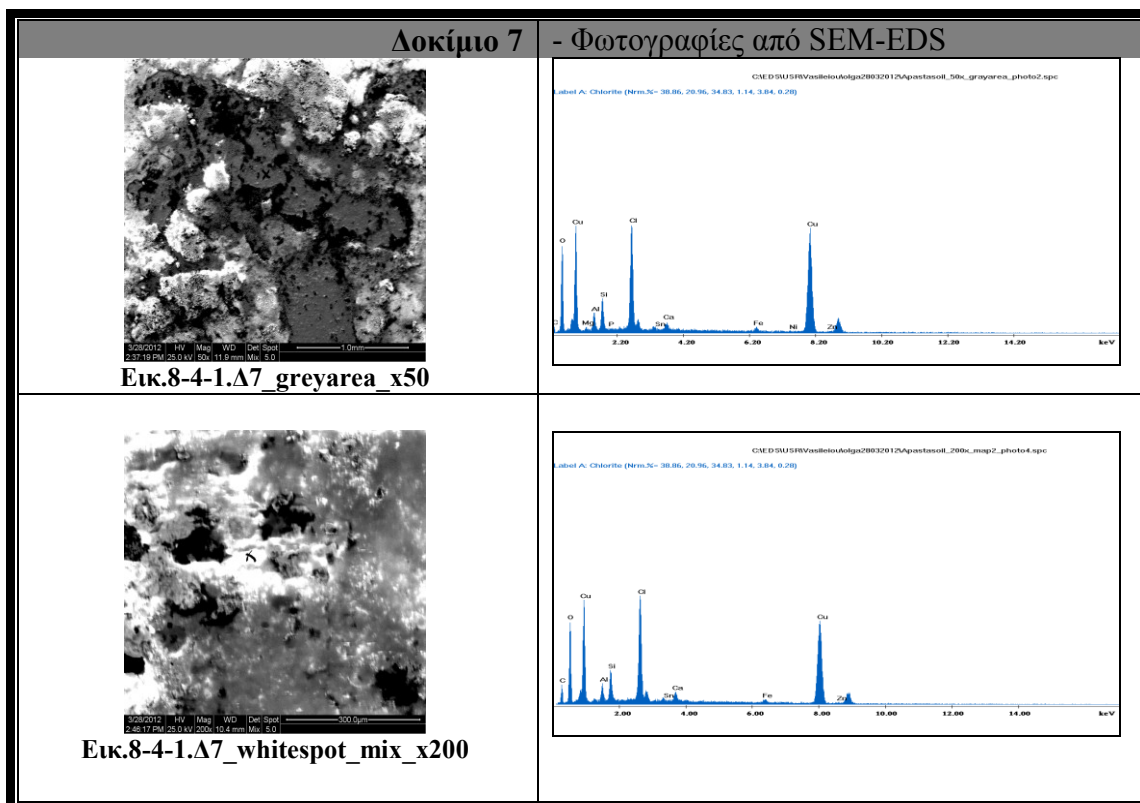 Δοκίμιο 7 - Φωτογραφίες από SEM-EDS
3/28/2012 HV Mag WD Det Spot 1.0mm
2:37:19 PM 25.0 kV 50x 11.9 mm Mix 5.0
Εικ.8-4-1.Δ7_greyarea_x50
C:\EDS\USR\Vasileiou\olga28032012\Apastasoil_50x_grayarea_photo2.spc
Label A: Chlorite (Nrm.%= 38.86, 20.96, 34.83, 1.14, 3.84, 0.28)
Cu Cl Cu
O
Si
Al Ca
C Mg P Sn Fe Ni Zn
2.20 4.20 6.20 8.20 10.20 12.20 14.20 keV
3/28/2012 HV Mag WD Det Spot 300.0μm
2:46:17 PM 25.0 kV 200x 10.4 mm Mix 5.0
Εικ.8-4-1.Δ7_whitespot_mix_x200
C:\EDS\USR\Vasileiou\olga28032012\Apastasoil_200x_map2_photo4.spc
Label A: Chlorite (Nrm.%= 38.86, 20.96, 34.83, 1.14, 3.84, 0.28)
Cu Cl
O Cu
Si
C Al Ca
Sn Fe Zn
2.00 4.00 6.00 8.00 10.00 12.00 14.00 keV